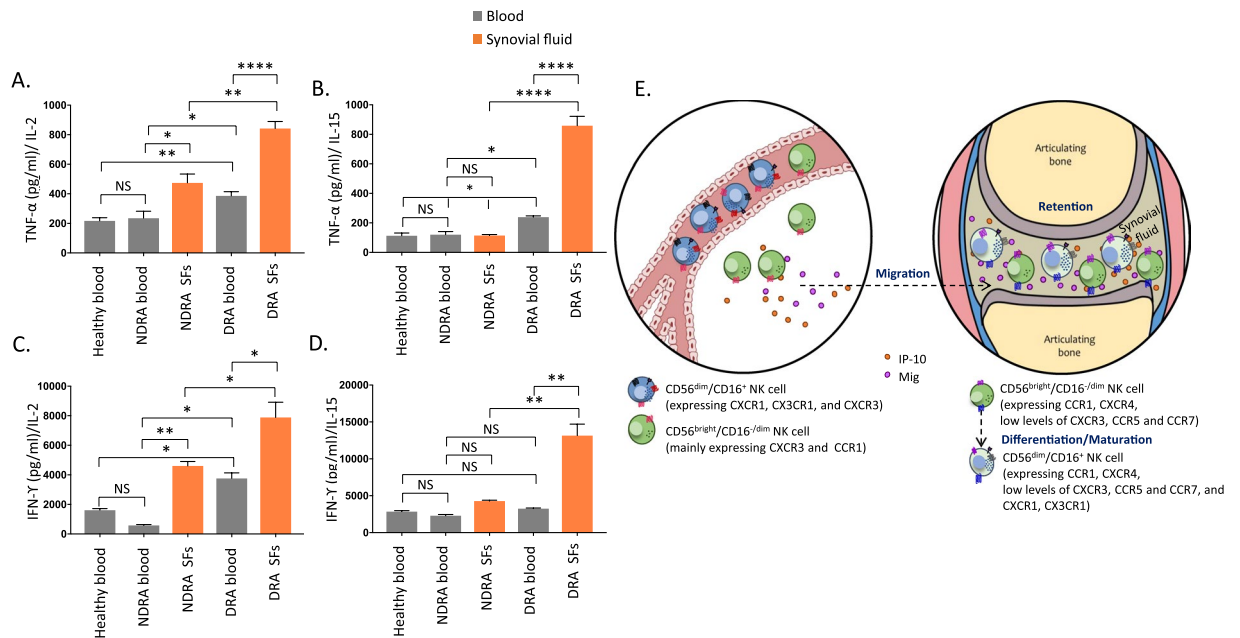 Blood
Synovial fluid
A.
TNF-α (pg/ml)/ IL-2
1000
800
600
400
200
0
NS
**
*
*
**
****
Healthy blood
NDRA blood
NDRA SFs
DRA blood
DRA SFs
B.
TNF-α (pg/ml)/ IL-15
1000
800
600
400
200
0
NS
*
NS
*
****
****
Healthy blood
NDRA blood
NDRA SFs
DRA blood
DRA SFs
C.
IFN-ϒ (pg/ml)/IL-2
10000
8000
6000
4000
2000
0
NS
*
**
*
*
*
Healthy blood
NDRA blood
NDRA SFs
DRA blood
DRA SFs
D.
IFN-ϒ (pg/ml)/IL-15
20000
15000
10000
5000
0
NS
NS
NS
NS
**
**
Healthy blood
NDRA blood
NDRA SFs
DRA blood
DRA SFs
E.
Articulating
bone
Retention
Synovial
fluid
Migration
Articulating
bone
IP-10
Mig
CD56dim/CD16+ NK cell
(expressing CXCR1, CX3CR1, and CXCR3)
CD56bright/CD16-/dim NK cell
(mainly expressing CXCR3 and CCR1)
CD56bright/CD16-/dim NK cell
(expressing CCR1, CXCR4,
low levels of CXCR3, CCR5 and CCR7)
Differentiation/Maturation
CD56dim/CD16+ NK cell
(expressing CCR1, CXCR4,
low levels of CXCR3, CCR5 and CCR7, and
CXCR1, CX3CR1)